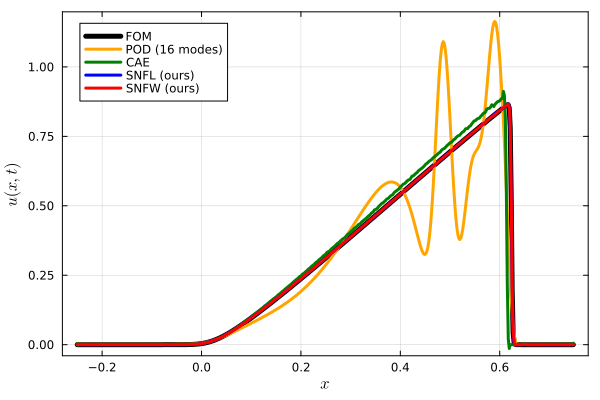 FOM
POD (16 modes)
CAE
SNFL (ours)
SNFW (ours)
1.00
0.75
0.50
0.25
0.00
u(x, t)
−0.2 0.0 0.2 0.4 0.6
x